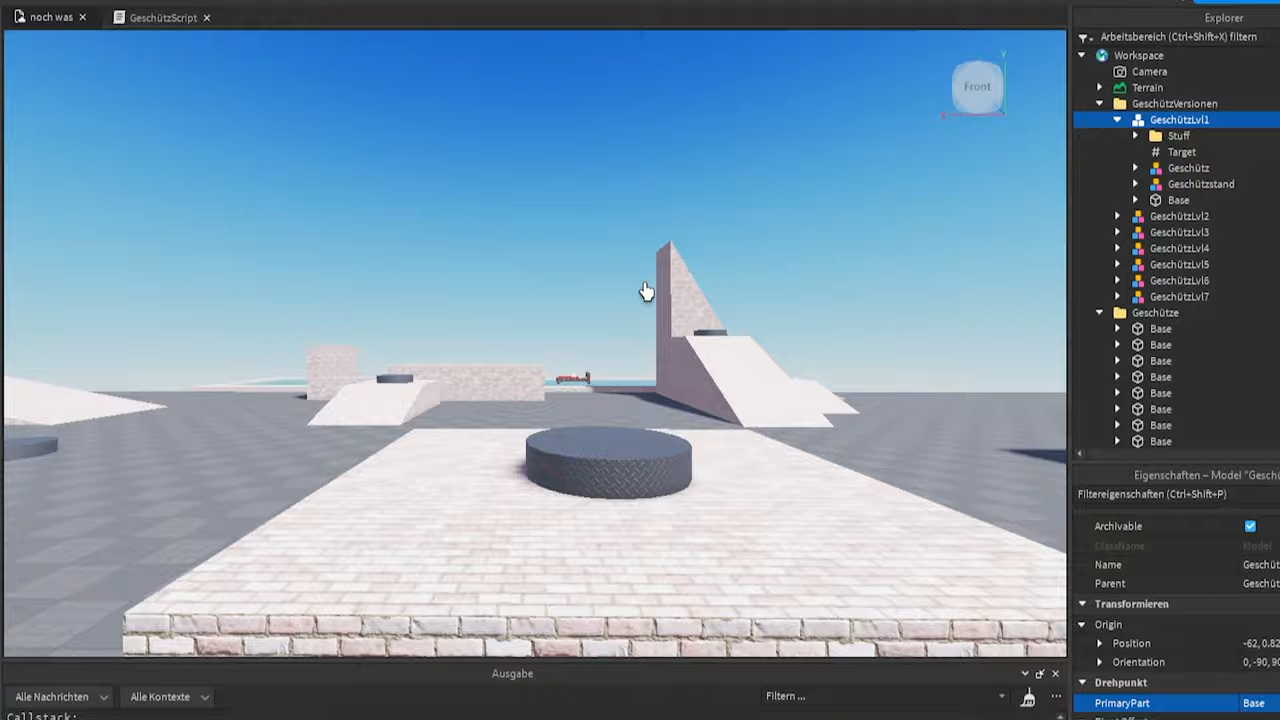 noch was
GeschützScript
Explorer
Arbeitsbereich (Ctrl+Shift+X) filtern
Workspace
Camera
Terrain
GeschützVersionen
GeschützLvl1
Stuff
Target
Geschütz
Geschützstand
Base
GeschützLvl2
GeschützLvl3
GeschützLvl4
GeschützLvl5
GeschützLvl6
GeschützLvl7
Geschütze
Base
Base
Base
Base
Base
Base
Base
Base
Front
Y
Eigenschaften – Model "Geschü
Filtereigenschaften (Ctrl+Shift+P)
Archivable
ClassName Model
Name Geschüt
Parent Geschüt
Transformieren
Origin
Position -62, 0.82
Orientation 0, -90, 90
Drehpunkt
PrimaryPart Base
Ausgabe
Alle Nachrichten
Alle Kontexte
Filtern ...
Callstack: